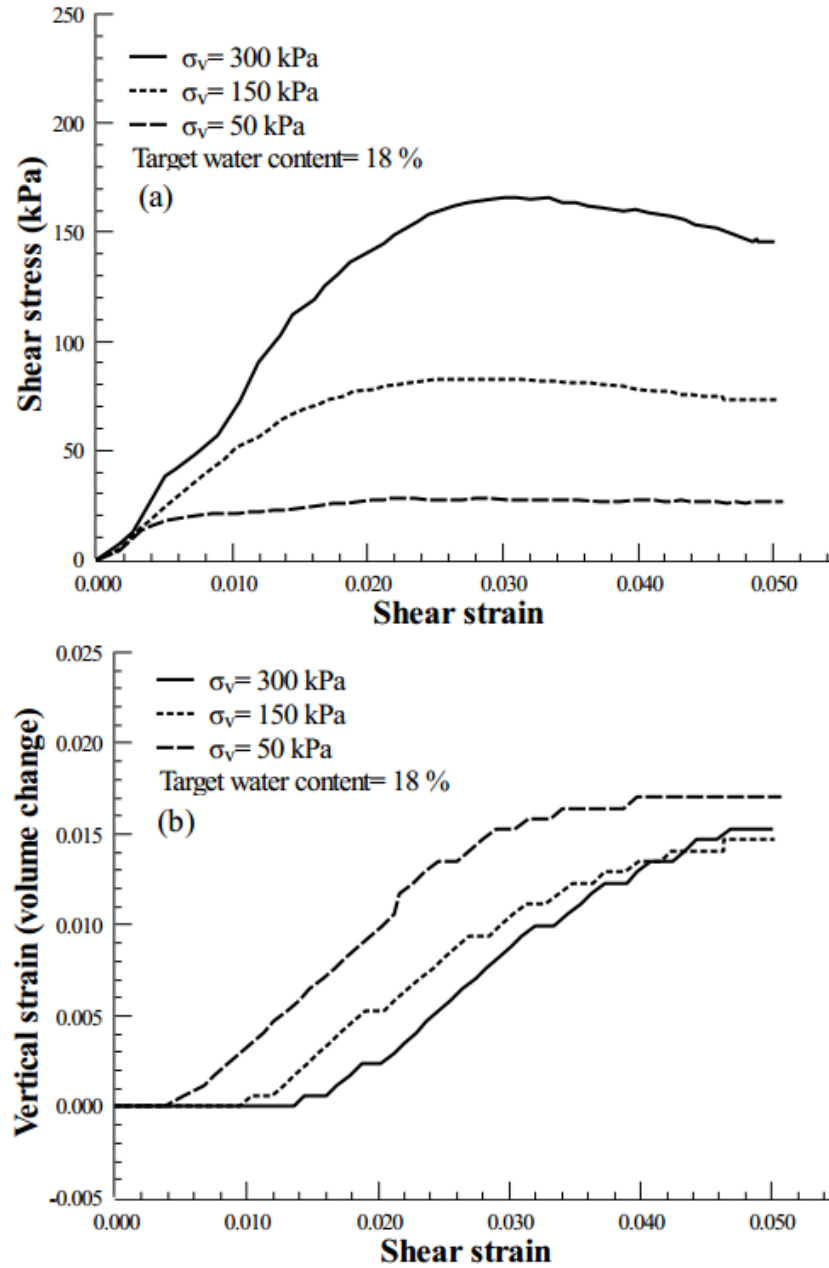 250
200
150
100
50
0
Shear stress (kPa)
σv= 300 kPa
σv= 150 kPa
σv= 50 kPa
Target water content= 18 %
(a)
0.000 0.010 0.020 0.030 0.040 0.050
Shear strain
0.025
0.020
0.015
0.010
0.005
0.000
-0.005
Vertical strain (volume change)
σv= 300 kPa
σv= 150 kPa
σv= 50 kPa
Target water content= 18 %
(b)
0.000 0.010 0.020 0.030 0.040 0.050
Shear strain